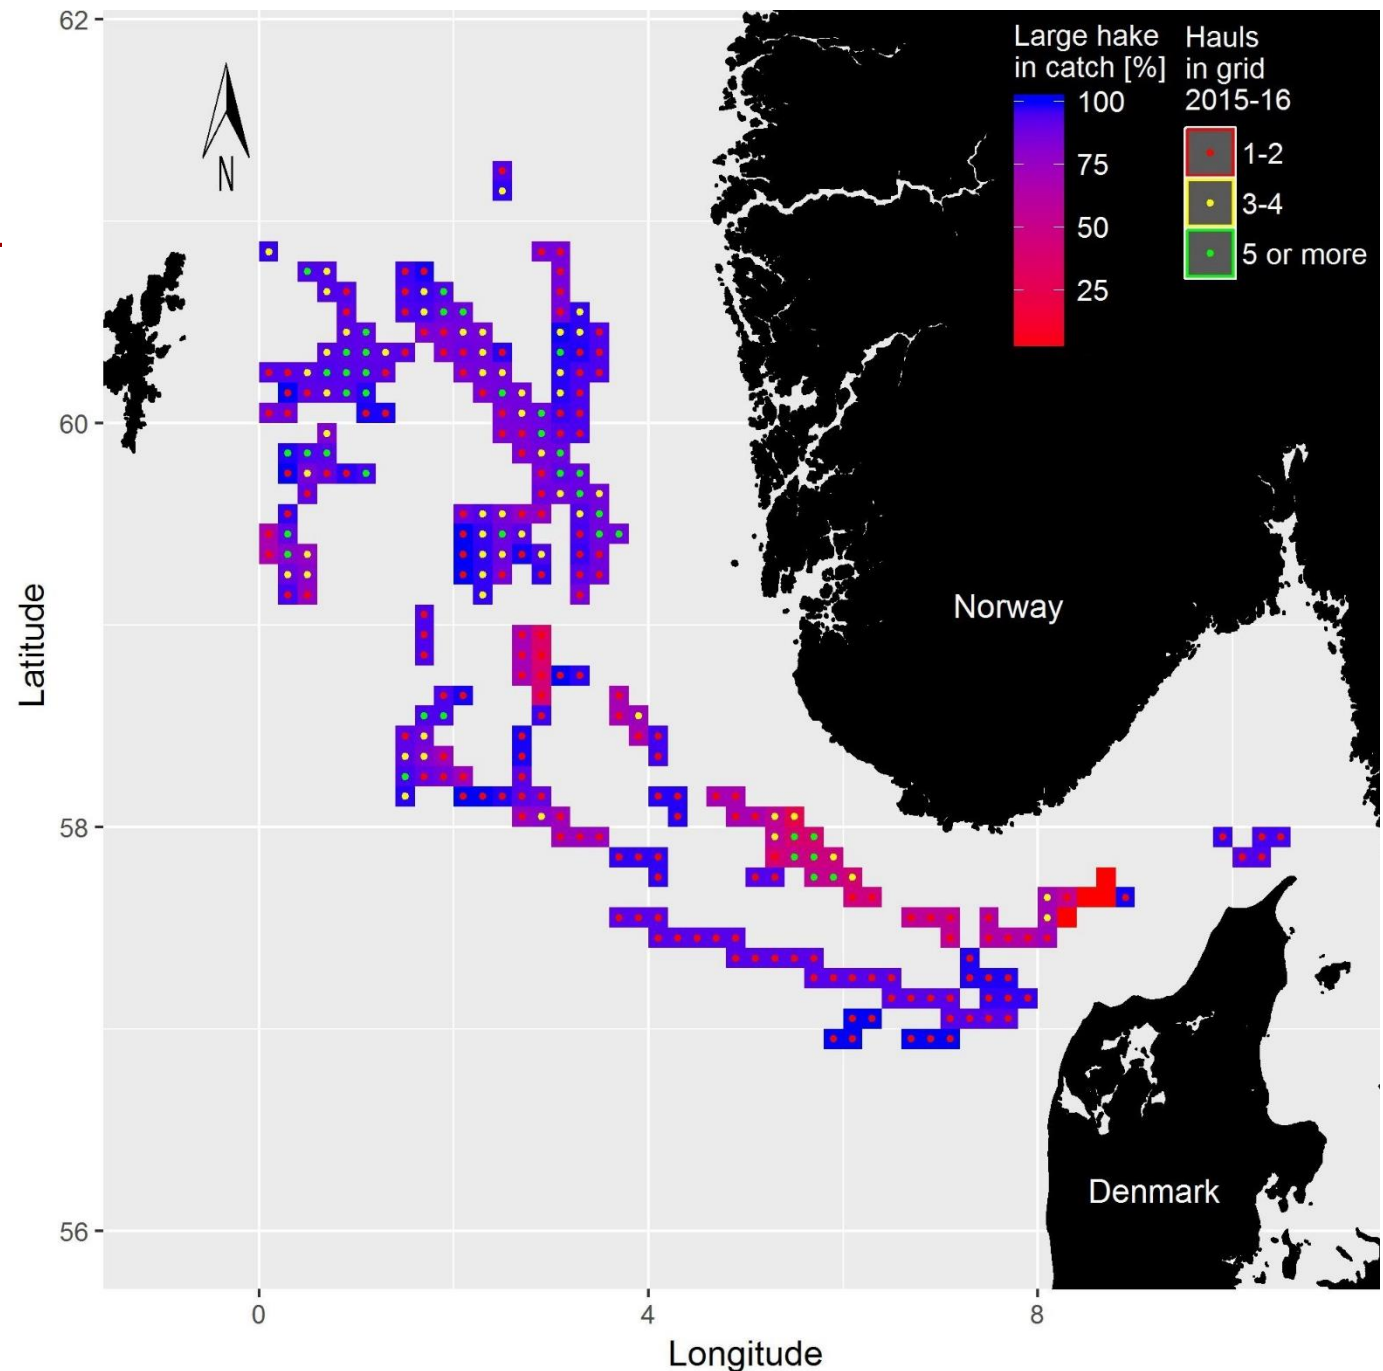 62
60
58
56
Latitude
N
Large hake
in catch [%]
100
75
50
25
Hauls
in grid
2015-16
1-2
3-4
5 or more
Norway
Denmark
0
4
8
Longitude